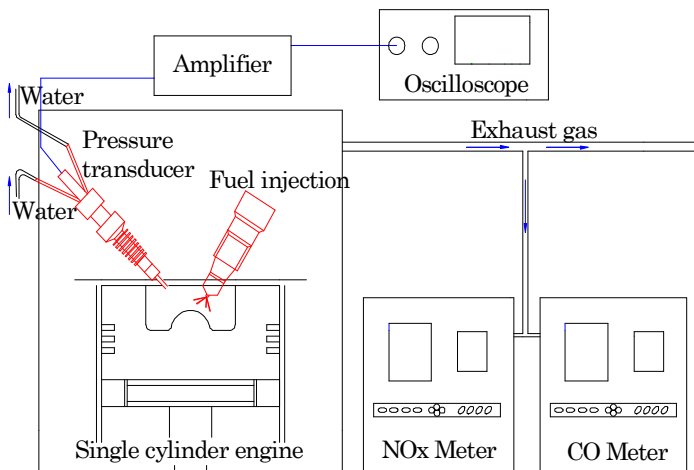 Amplifier
Oscilloscope
Water
Pressure
transducer
Exhaust gas
Fuel injection
Water
Single cylinder engine
NOx Meter
CO Meter